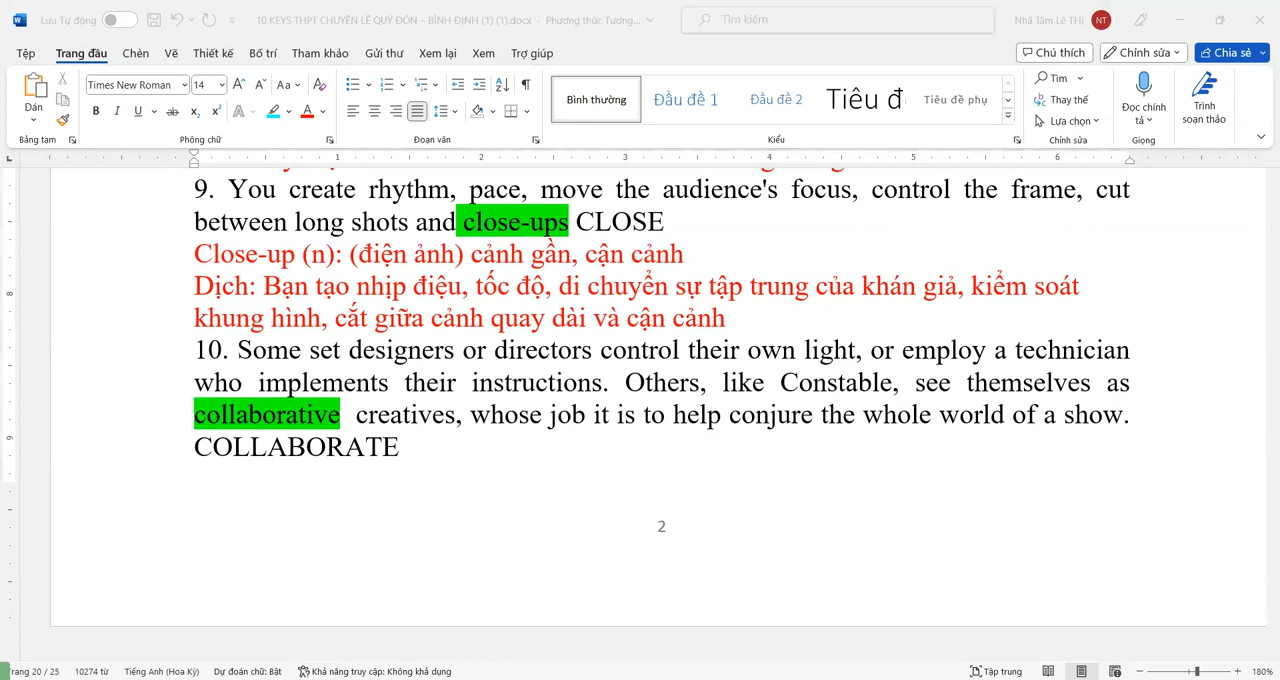 Lưu Tự động
10 KEYS THPT CHUYÊN LÊ QUÝ ĐÔN – BÌNH ĐỊNH (1) (1).docx - Phương thức Tương...
Tìm kiếm
Nhã Tâm Lê THị
NT
Tệp Trang đầu Chèn Vẽ Thiết kế Bố trí Tham khảo Gửi thư Xem lại Xem Trợ giúp
Chú thích Chỉnh sửa Chia sẻ
Dán
Times New Roman 14
Bình thường Đầu đề 1 Đầu đề 2 Tiêu đ Tiêu đề phụ
Tìm
Thay thế
Lựa chọn
Đọc chính tả
Trình soạn thảo
Bảng tạm Phông chữ Đoạn văn Kiểu Chỉnh sửa Giọng
1 2 3 4 5 6
9. You create rhythm, pace, move the audience's focus, control the frame, cut
between long shots and close-ups CLOSE
Close-up (n): (điện ảnh) cảnh gần, cận cảnh
Dịch: Bạn tạo nhịp điệu, tốc độ, di chuyển sự tập trung của khán giả, kiểm soát
khung hình, cắt giữa cảnh quay dài và cận cảnh
10. Some set designers or directors control their own light, or employ a technician
who implements their instructions. Others, like Constable, see themselves as
collaborative creatives, whose job it is to help conjure the whole world of a show.
COLLABORATE
2
8
9
Trang 20 / 25 10274 từ Tiếng Anh (Hoa Kỳ) Dự đoán chữ: Bật Khả năng truy cập: Không khả dụng Tập trung 180%